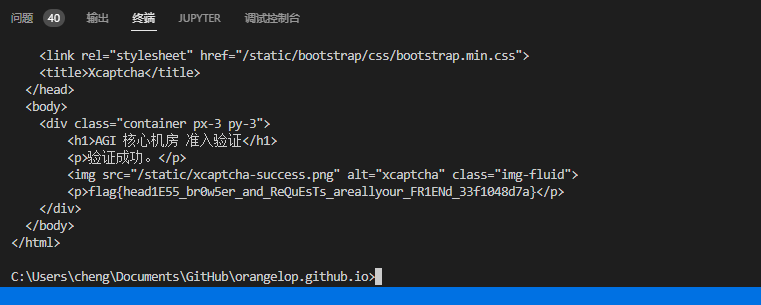 问题 40 输出 终端 JUPYTER 调试控制台
<link rel="stylesheet" href="/static/bootstrap/css/bootstrap.min.css">
<title>Xcaptcha</title>
</head>
<body>
<div class="container px-3 py-3">
<h1>AGI 核心机房 准入验证</h1>
<p>验证成功。</p>
<img src="/static/xcaptcha-success.png" alt="xcaptcha" class="img-fluid">
<p>flag{head1E55_br0w5er_and_ReQuEsTs_areallyour_FR1ENd_33f1048d7a}</p>
</div>
</body>
</html>
C:\Users\cheng\Documents\GitHub\orangelop.github.io>